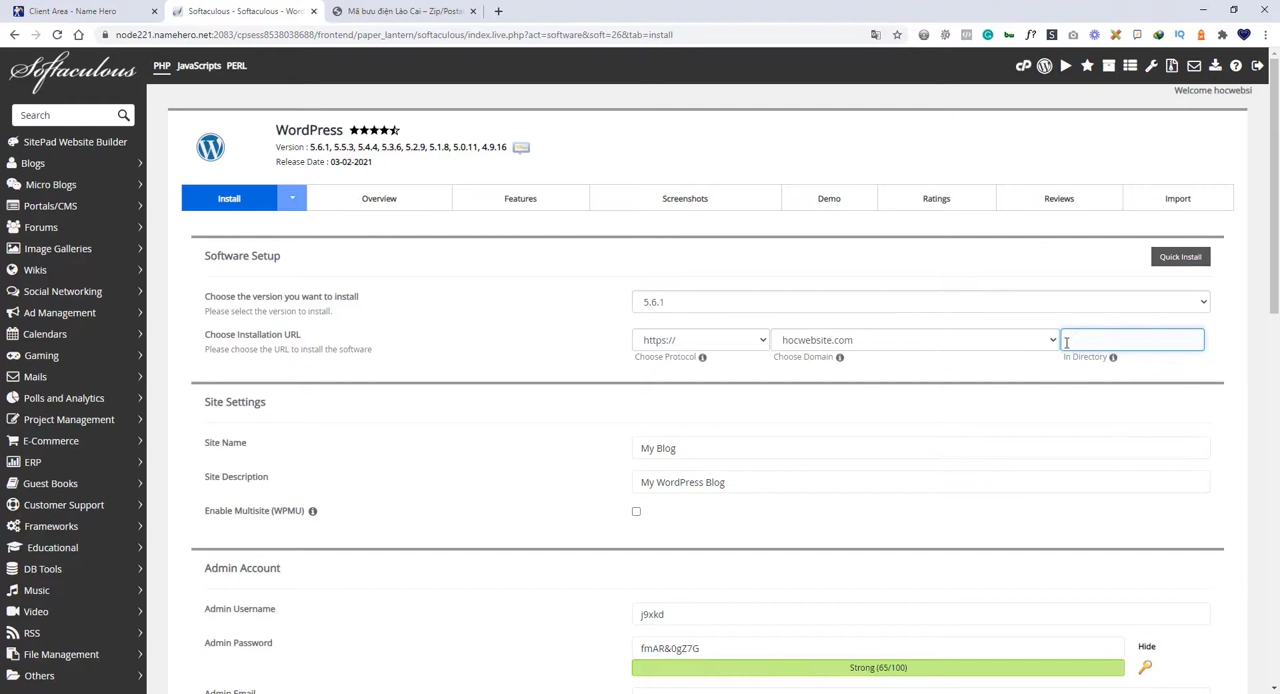 Client Area - Name Hero
Softaculous - Softaculous - Wor
Mã bưu điện Lào Cai – Zip/Posta
node221.namehero.net:2083/cpsess8538038688/frontend/paper_lantern/softaculous/index.live.php?act=software&soft=26&tab=install
Softaculous
PHP JavaScripts PERL
Welcome hocwebsi
Search
SitePad Website Builder
Blogs
Micro Blogs
Portals/CMS
Forums
Image Galleries
Wikis
Social Networking
Ad Management
Calendars
Gaming
Mails
Polls and Analytics
Project Management
E-Commerce
ERP
Guest Books
Customer Support
Frameworks
Educational
DB Tools
Music
Video
RSS
File Management
Others
WordPress
Version : 5.6.1, 5.5.3, 5.4.4, 5.3.6, 5.2.9, 5.1.8, 5.0.11, 4.9.16
Release Date : 03-02-2021
Install Overview Features Screenshots Demo Ratings Reviews Import
Software Setup
Quick Install
Choose the version you want to install
Please select the version to install.
5.6.1
Choose Installation URL
Please choose the URL to install the software
https:// hocwebsite.com
Choose Protocol Choose Domain In Directory
Site Settings
Site Name
My Blog
Site Description
My WordPress Blog
Enable Multisite (WPMU)
Admin Account
Admin Username
j9xkd
Admin Password
fmAR&0gZ7G
Hide
Strong (65/100)
Admin Email